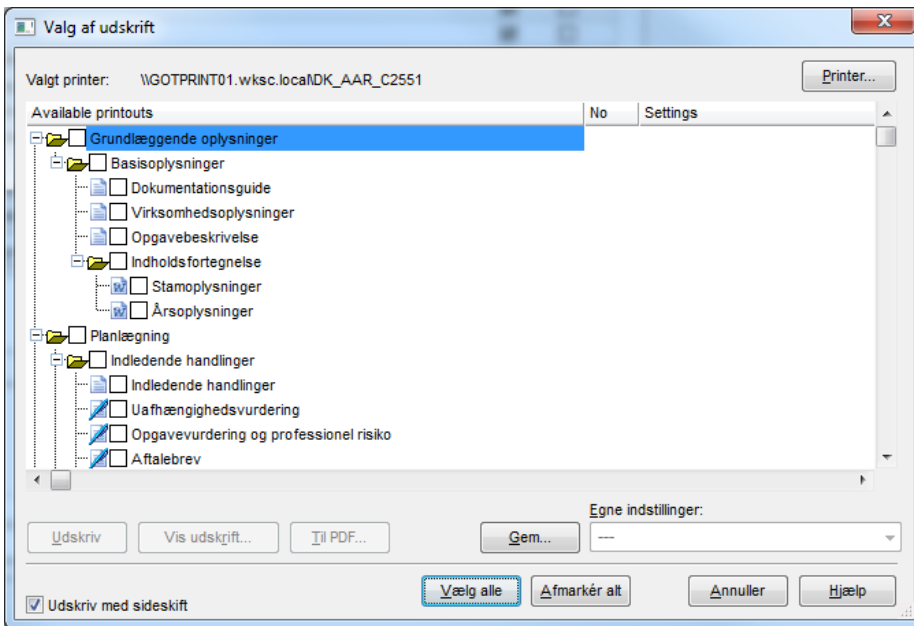 Valg af udskrift
Valgt printer: \\GOTPRINT01.wksc.local\DK_AAR_C2551
Printer...
Available printouts No Settings
Grundlæggende oplysninger
Basisoplysninger
Dokumentationsguide
Virksomhedsoplysninger
Opgavebeskrivelse
Indholdsfortegnelse
Stamoplysninger
Årsoplysninger
Planlægning
Indledende handlinger
Indledende handlinger
Uafhængighedsvurdering
Opgavevurdering og professionel risiko
Aftalebrev
Egne indstillinger:
Udskriv Vis udskrift... Til PDF... Gem... ---
Vælg alle Afmarkér alt Annuller Hjælp
Udskriv med sideskift